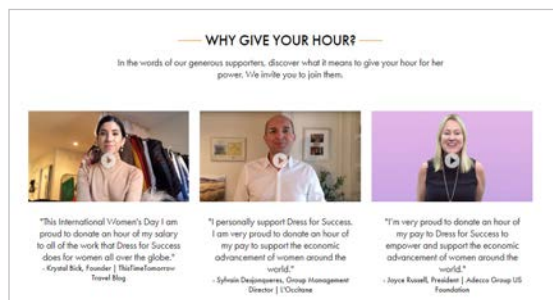 WHY GIVE YOUR HOUR?
In the words of our generous supporters, discover what it means to give your hour for her
power. We invite you to join them.
"This International Women's Day I am
proud to donate an hour of my salary
to all of the work that Dress for Success
does for women all over the globe."
- Krystal Bick, Founder | ThisTimeTomorrow
Travel Blog
"I personally support Dress for Success.
I am very proud to donate an hour of
my pay to support the economic
advancement of women around the
world."
- Sylvain Desjonqueres, Group Management
Director | L'Occitane
"I'm very proud to donate an hour of
my pay to Dress for Success to
empower and support the economic
advancement of women around the
world."
- Joyce Russell, President | Adecco Group US
Foundation